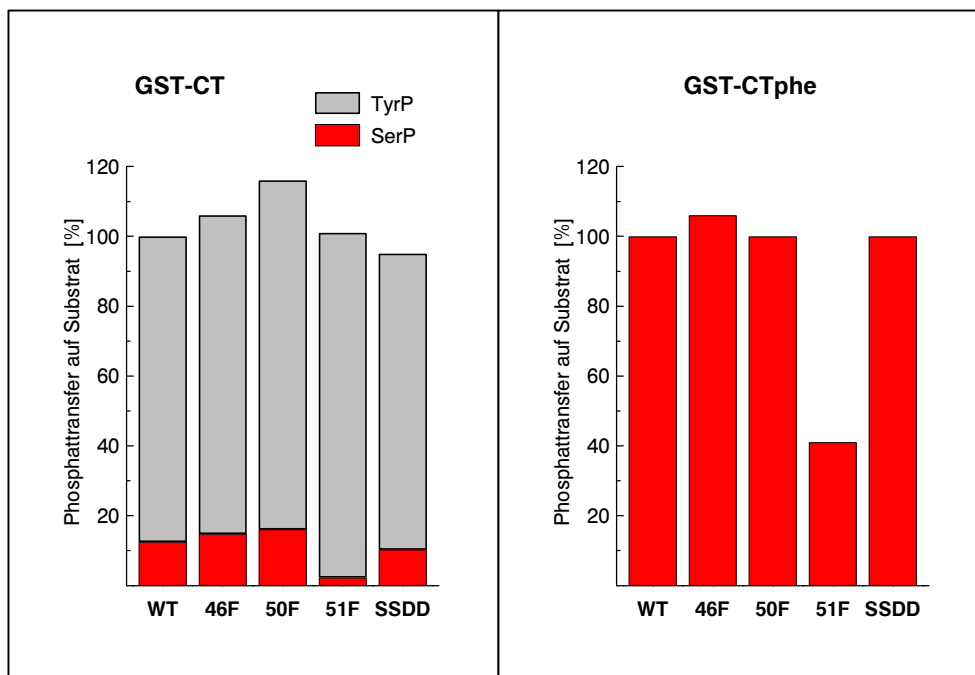 GST-CT
TyrP
SerP
Phosphattransfer auf Substrat [%]
120
100
80
60
40
20
WT 46F 50F 51F SSDD
GST-CTphe
Phosphattransfer auf Substrat [%]
120
100
80
60
40
20
WT 46F 50F 51F SSDD